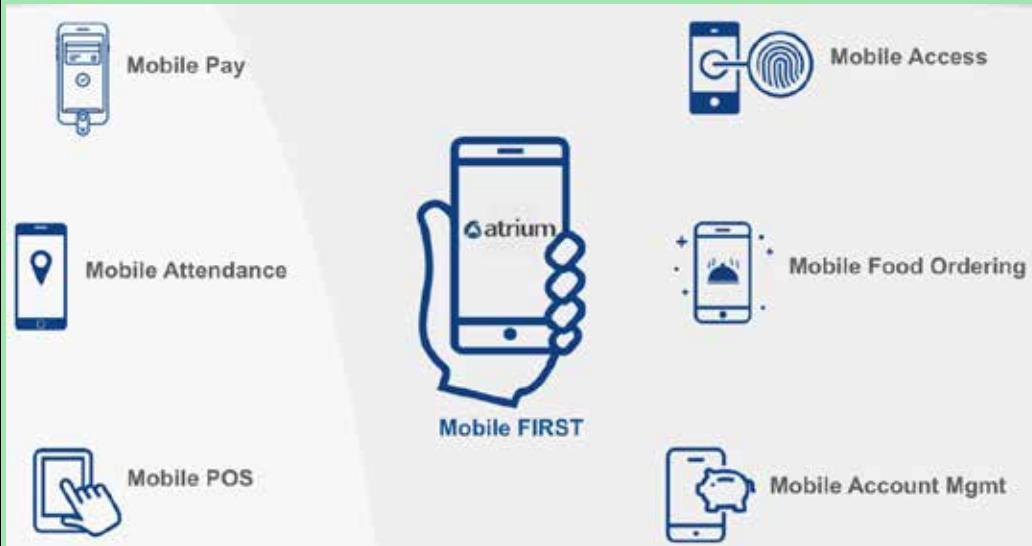 Mobile Pay
Mobile Access
atrium
Mobile Attendance
Mobile Food Ordering
Mobile FIRST
Mobile POS
Mobile Account Mgmt